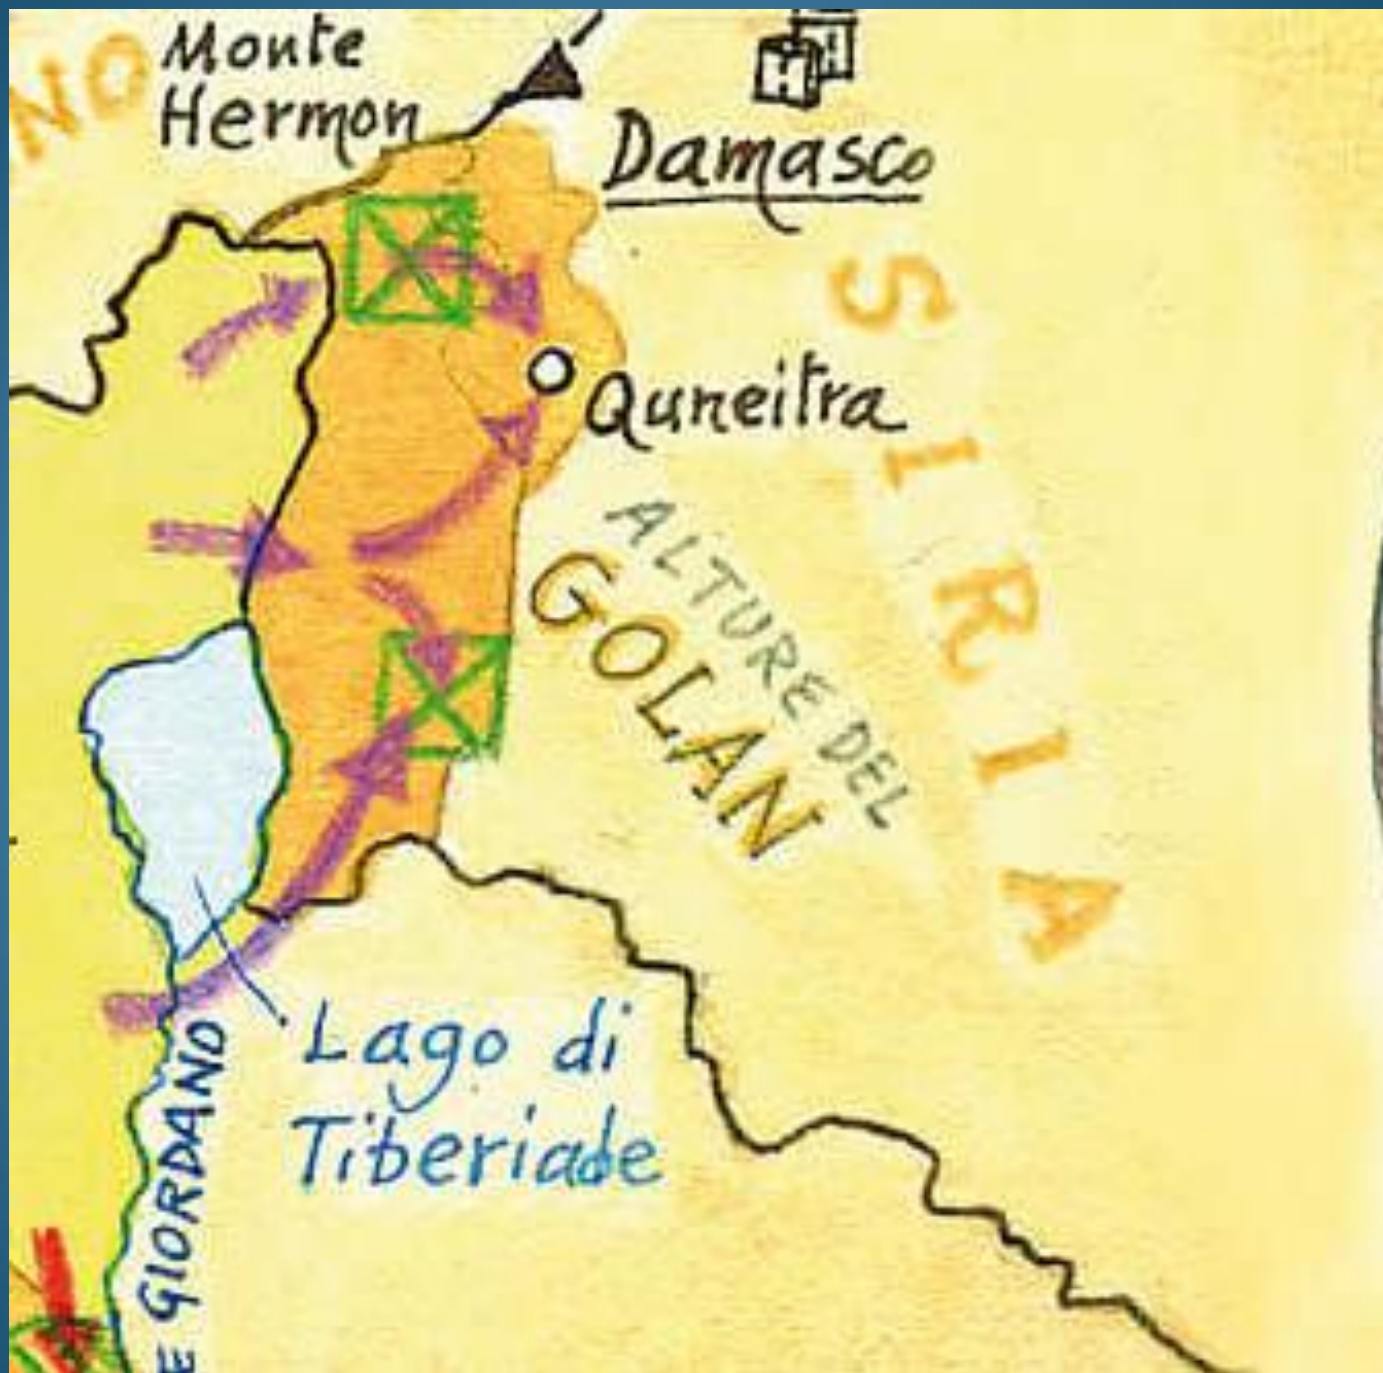 NO
Monte
Hermon
Damasco
SIRIA
Quneitra
ALTURE DEL
GOLAN
Lago di
Tiberiade
E GIORDANO